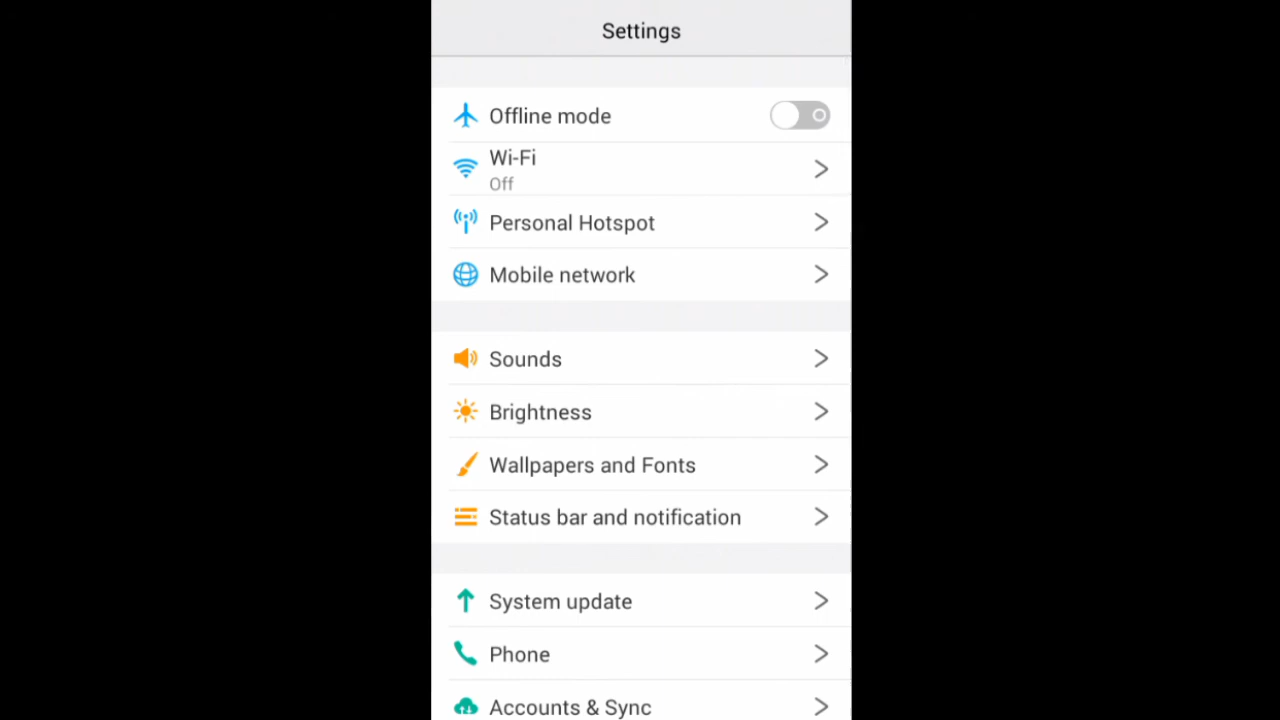 Settings
Offline mode
Wi-Fi
Off
Personal Hotspot
Mobile network
Sounds
Brightness
Wallpapers and Fonts
Status bar and notification
System update
Phone
Accounts & Sync